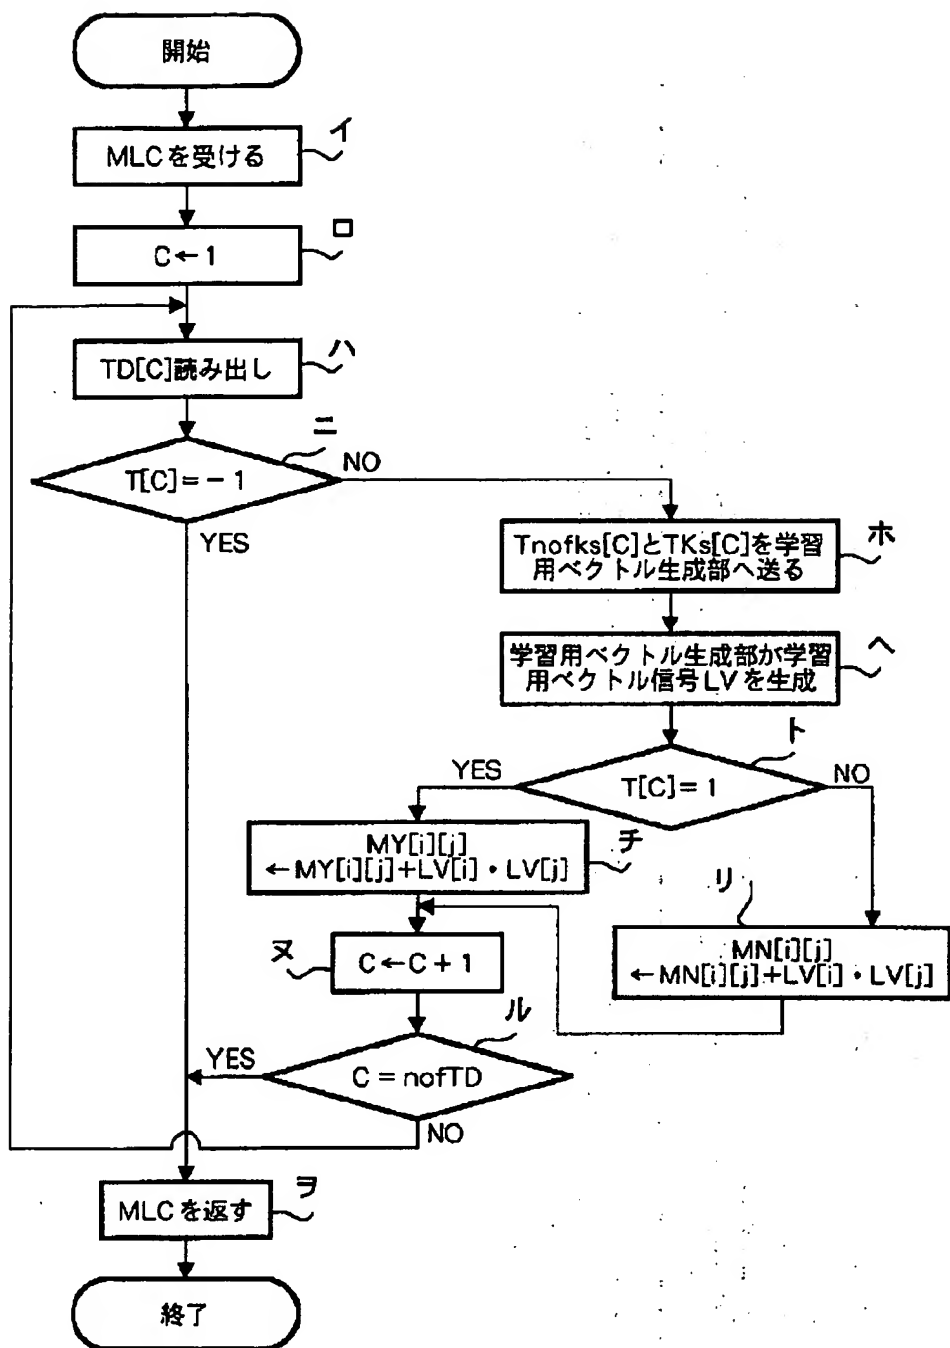 開始
イ
MLCを受ける
ロ
C←1
ハ
TD[C]読み出し
ニ
T[C]=-1
NO
YES
ホ
Tnofks[C]とTKs[C]を学習
用ベクトル生成部へ送る
ヘ
学習用ベクトル生成部が学習
用ベクトル信号LVを生成
ト
T[C]=1
YES
NO
チ
MY[i][j]
←MY[i][j]+LV[i]・LV[j]
リ
MN[i][j]
←MN[i][j]+LV[i]・LV[j]
ヌ
C←C+1
ル
C=nofTD
YES
NO
ヲ
MLCを返す
終了